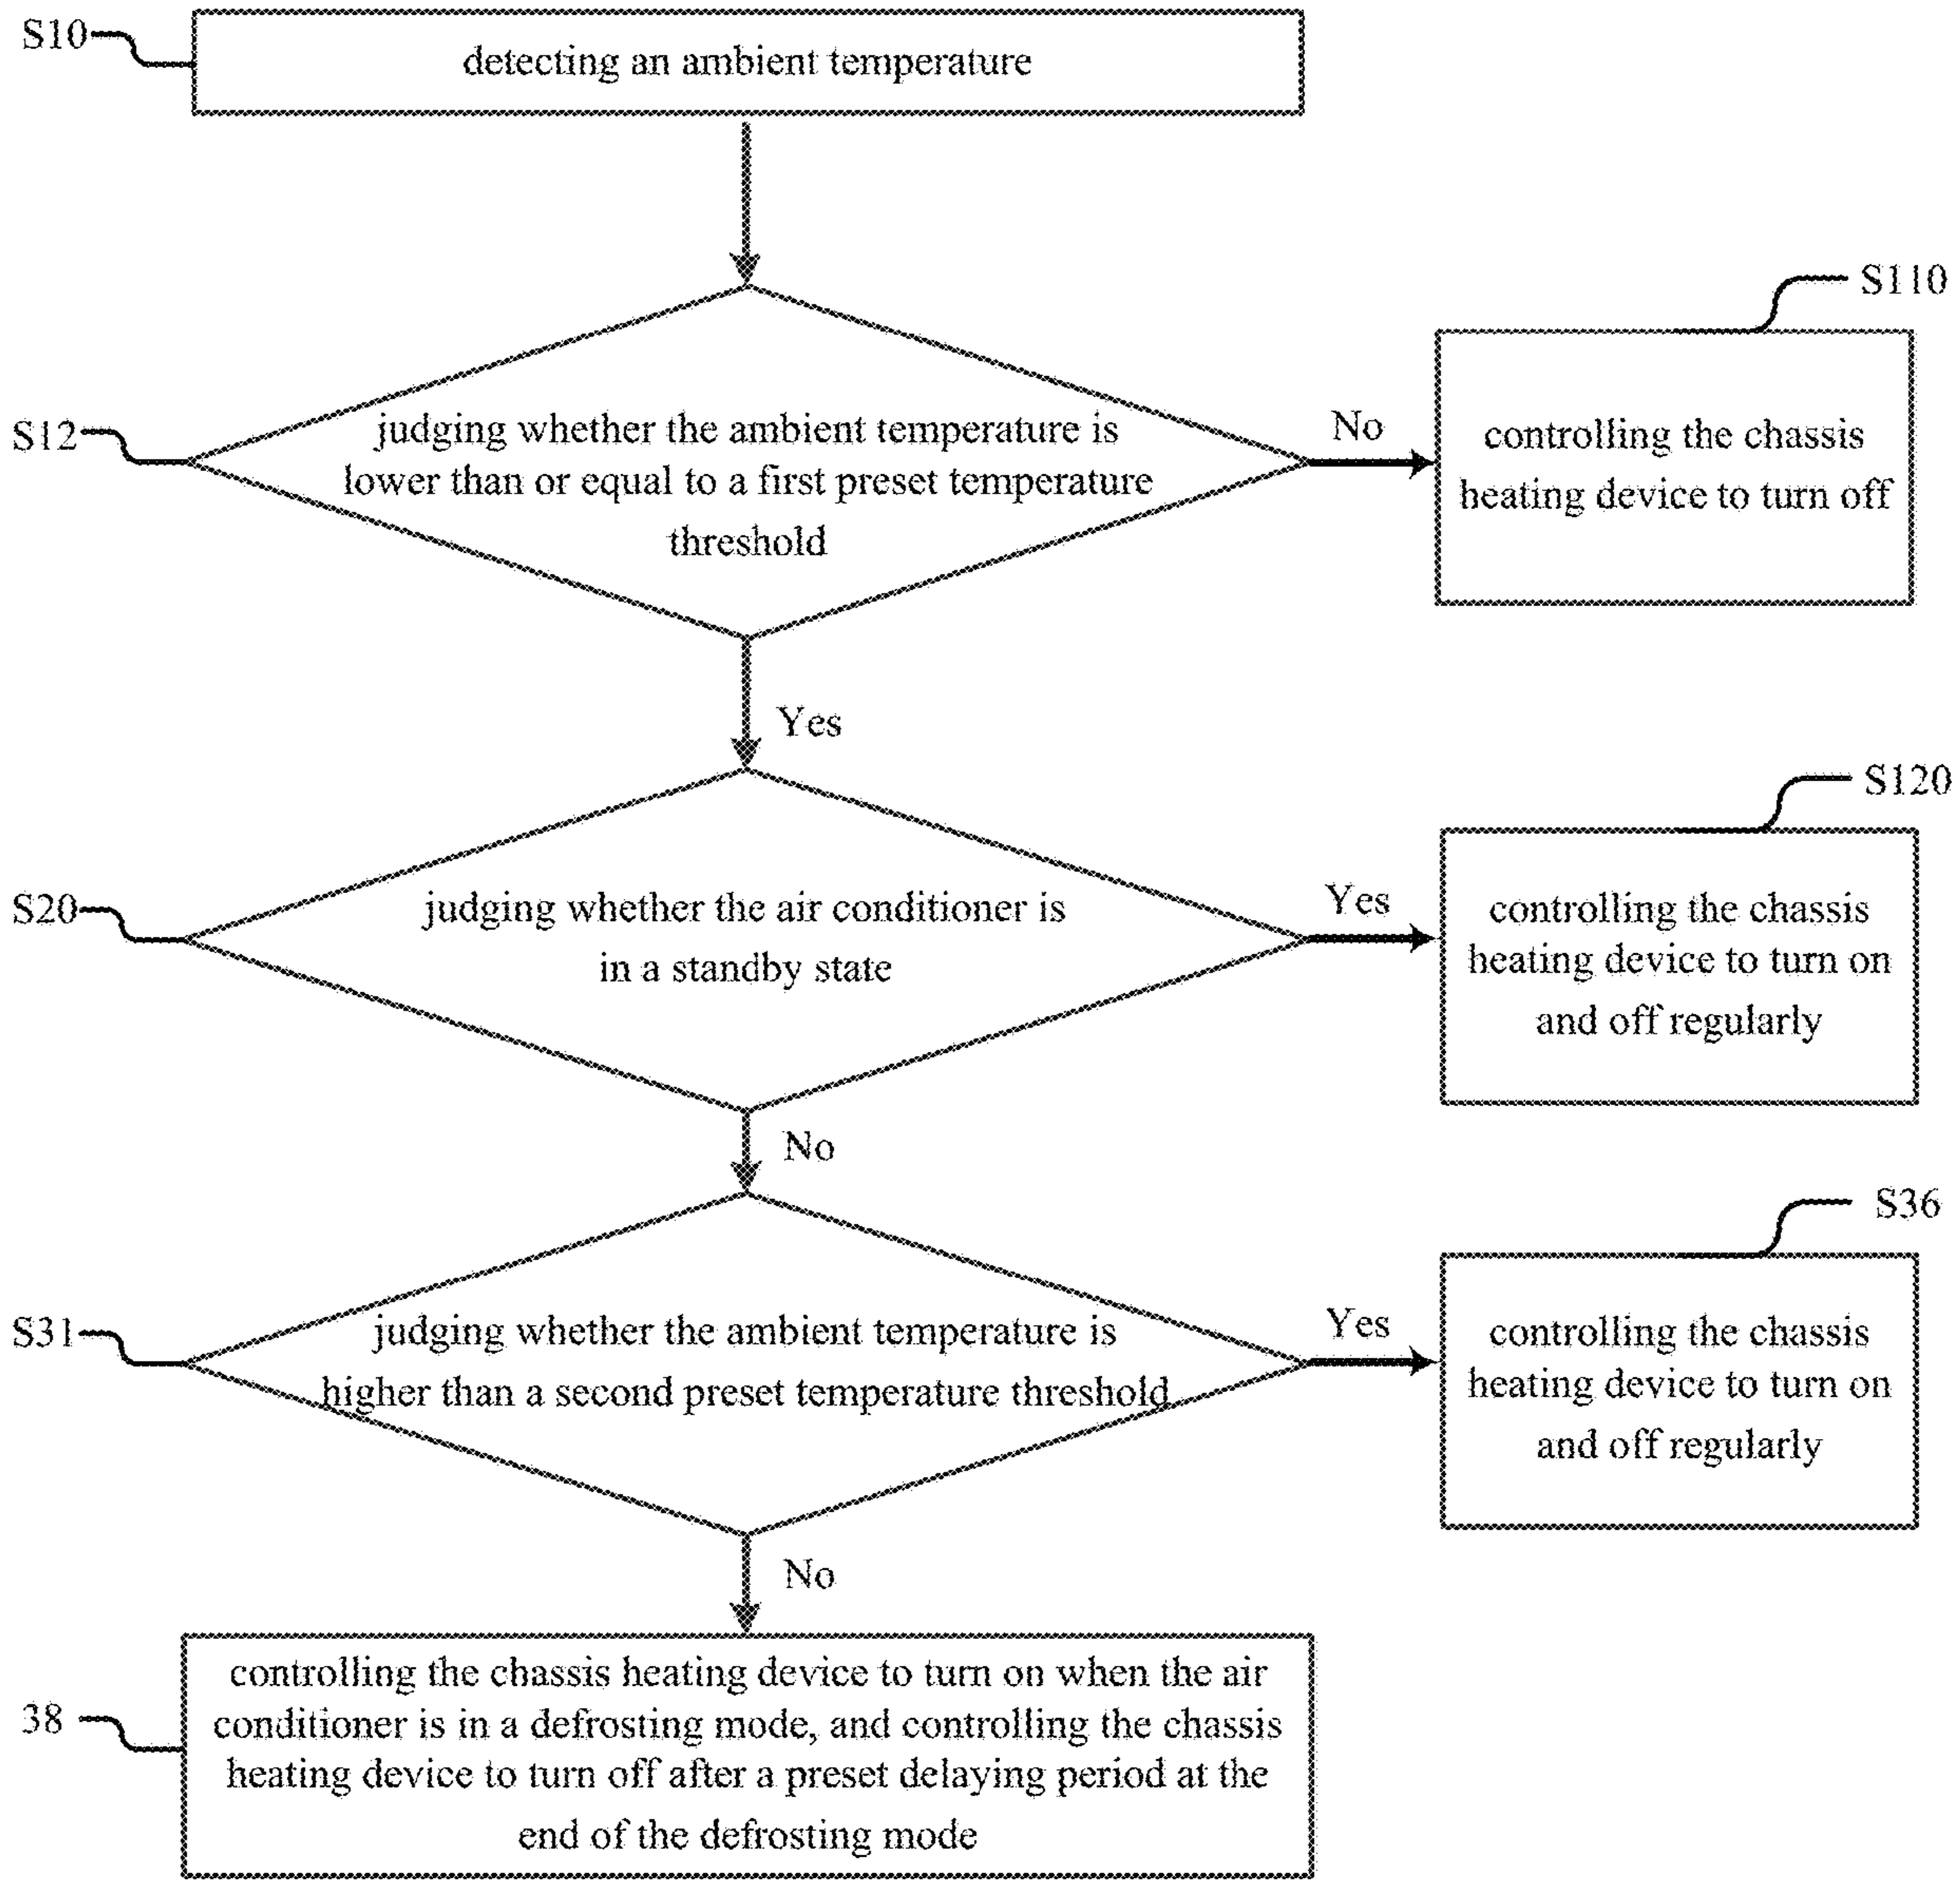 S10
detecting an ambient temperature
S110
S12
judging whether the ambient temperature is
lower than or equal to a first preset temperature
threshold
No
controlling the chassis
heating device to turn off
Yes
S120
S20
judging whether the air conditioner is
in a standby state
Yes
controlling the chassis
heating device to turn on
and off regularly
No
S36
S31
judging whether the ambient temperature is
higher than a second preset temperature threshold
Yes
controlling the chassis
heating device to turn on
and off regularly
No
38
controlling the chassis heating device to turn on when the air
conditioner is in a defrosting mode, and controlling the chassis
heating device to turn off after a preset delaying period at the
end of the defrosting mode